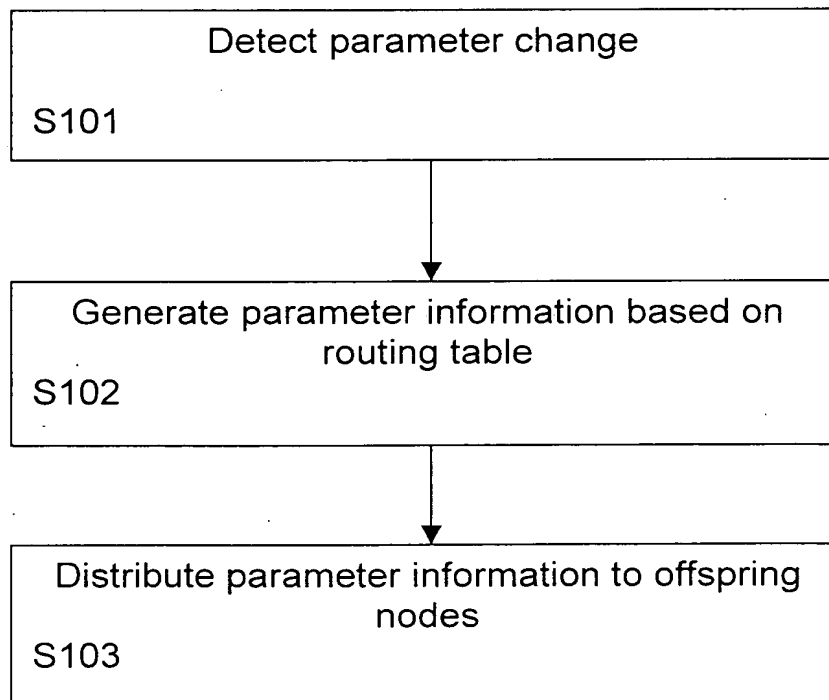 Detect parameter change
S101
Generate parameter information based on
routing table
S102
Distribute parameter information to offspring
nodes
S103